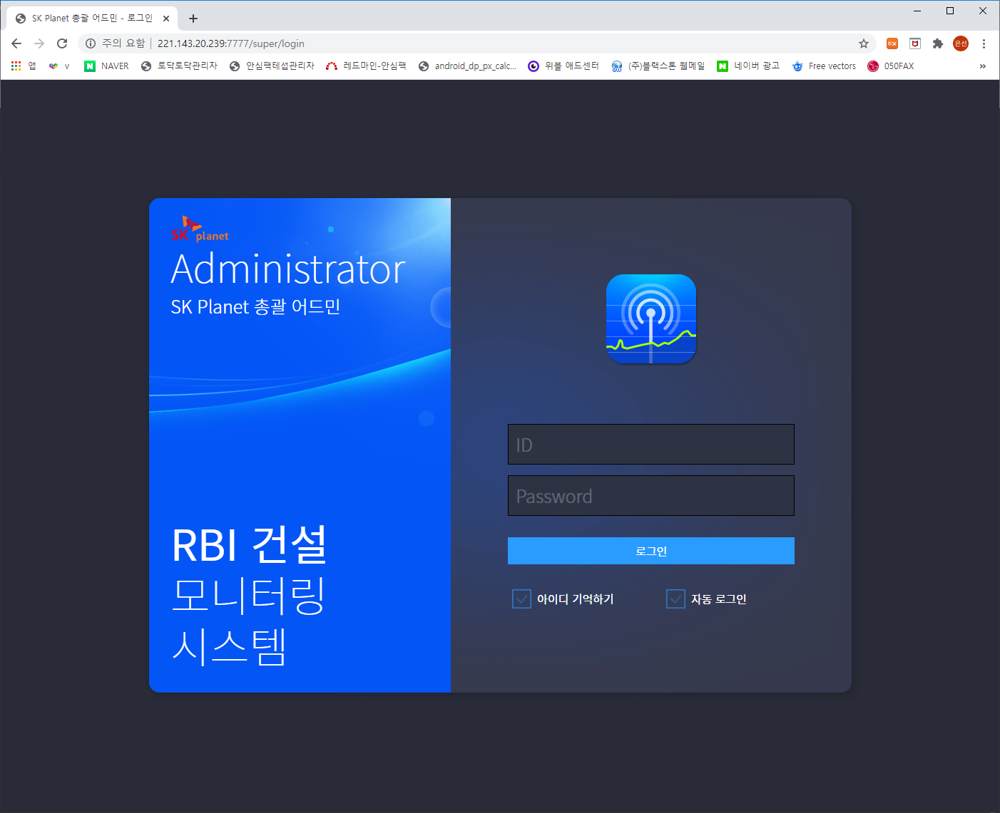 SK Planet 총괄 어드민 - 로그인
주의 요함 | 221.143.20.239:7777/super/login
은선
앱
v
NAVER
토닥토닥관리자
안심팩테섭관리자
레드마인-안심팩
android_dp_px_calc...
위블 애드센터
(주)블랙스톤 웹메일
네이버 광고
Free vectors
050FAX
»
SK planet
Administrator
SK Planet 총괄 어드민
RBI 건설
모니터링
시스템
ID
Password
로그인
아이디 기억하기
자동 로그인